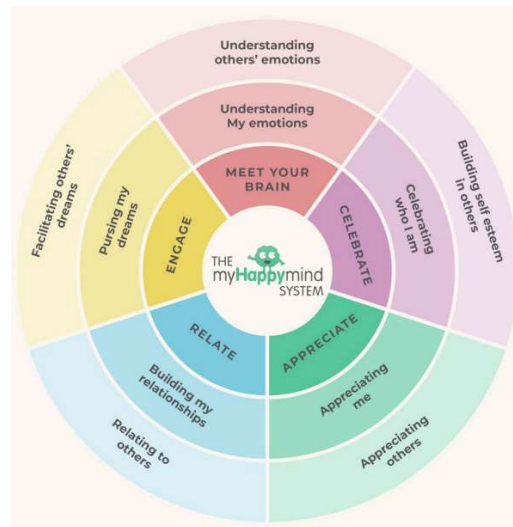 Understanding
others' emotions
Understanding
My emotions
MEET YOUR
BRAIN
Building self esteem
in others
Celebrating
who I am
CELEBRATE
Facilitating others'
dreams
Pursing my
dreams
ENGAGE
THE
myHappymind
SYSTEM
RELATE
Building my
relationships
Relating to
others
APPRECIATE
Appreciating
me
Appreciating
others